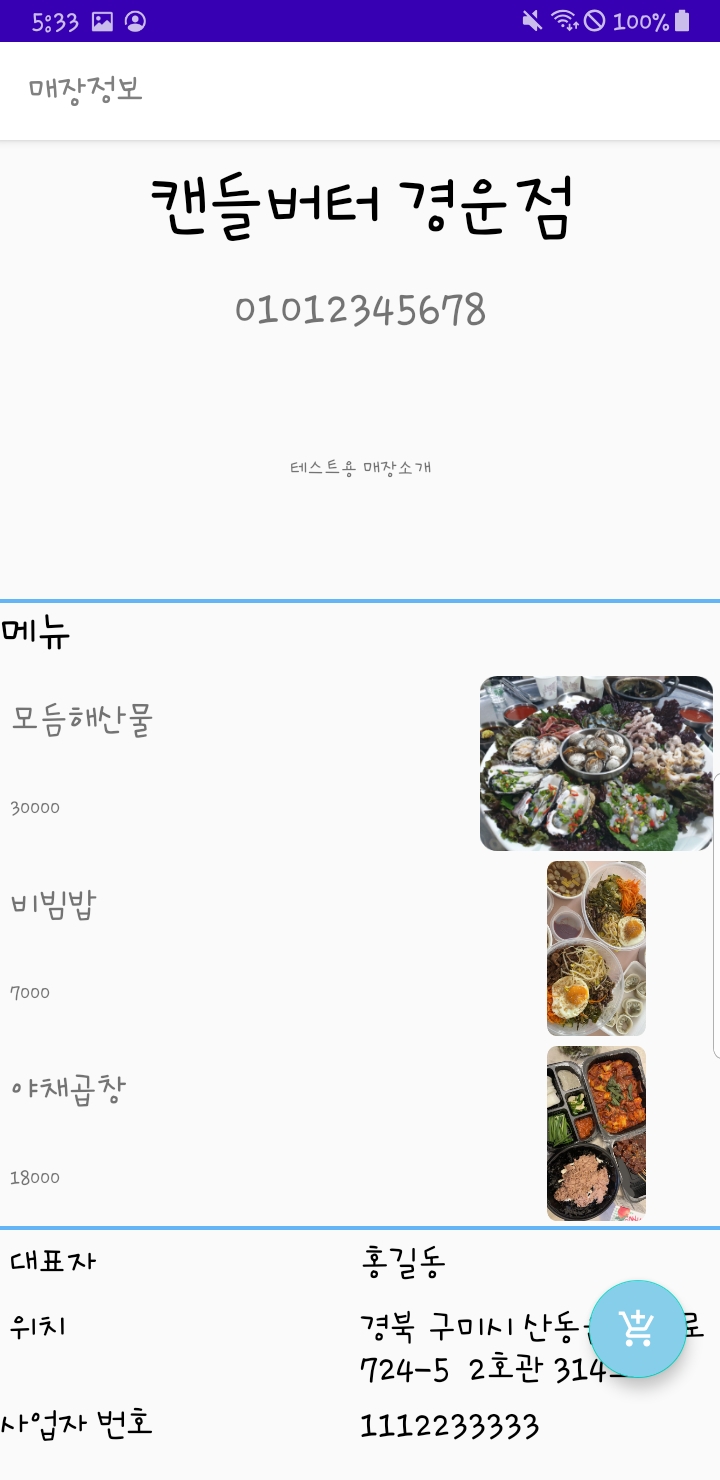 5:33 100%
매장정보
캔들버터 경운점
01012345678
테스트용 매장소개
메뉴
모듬해산물
30000
비빔밥
7000
야채곱창
18000
대표자 홍길동
위치 경북 구미시 산동 로
724-5 2호관 314
사업자 번호 1112233333